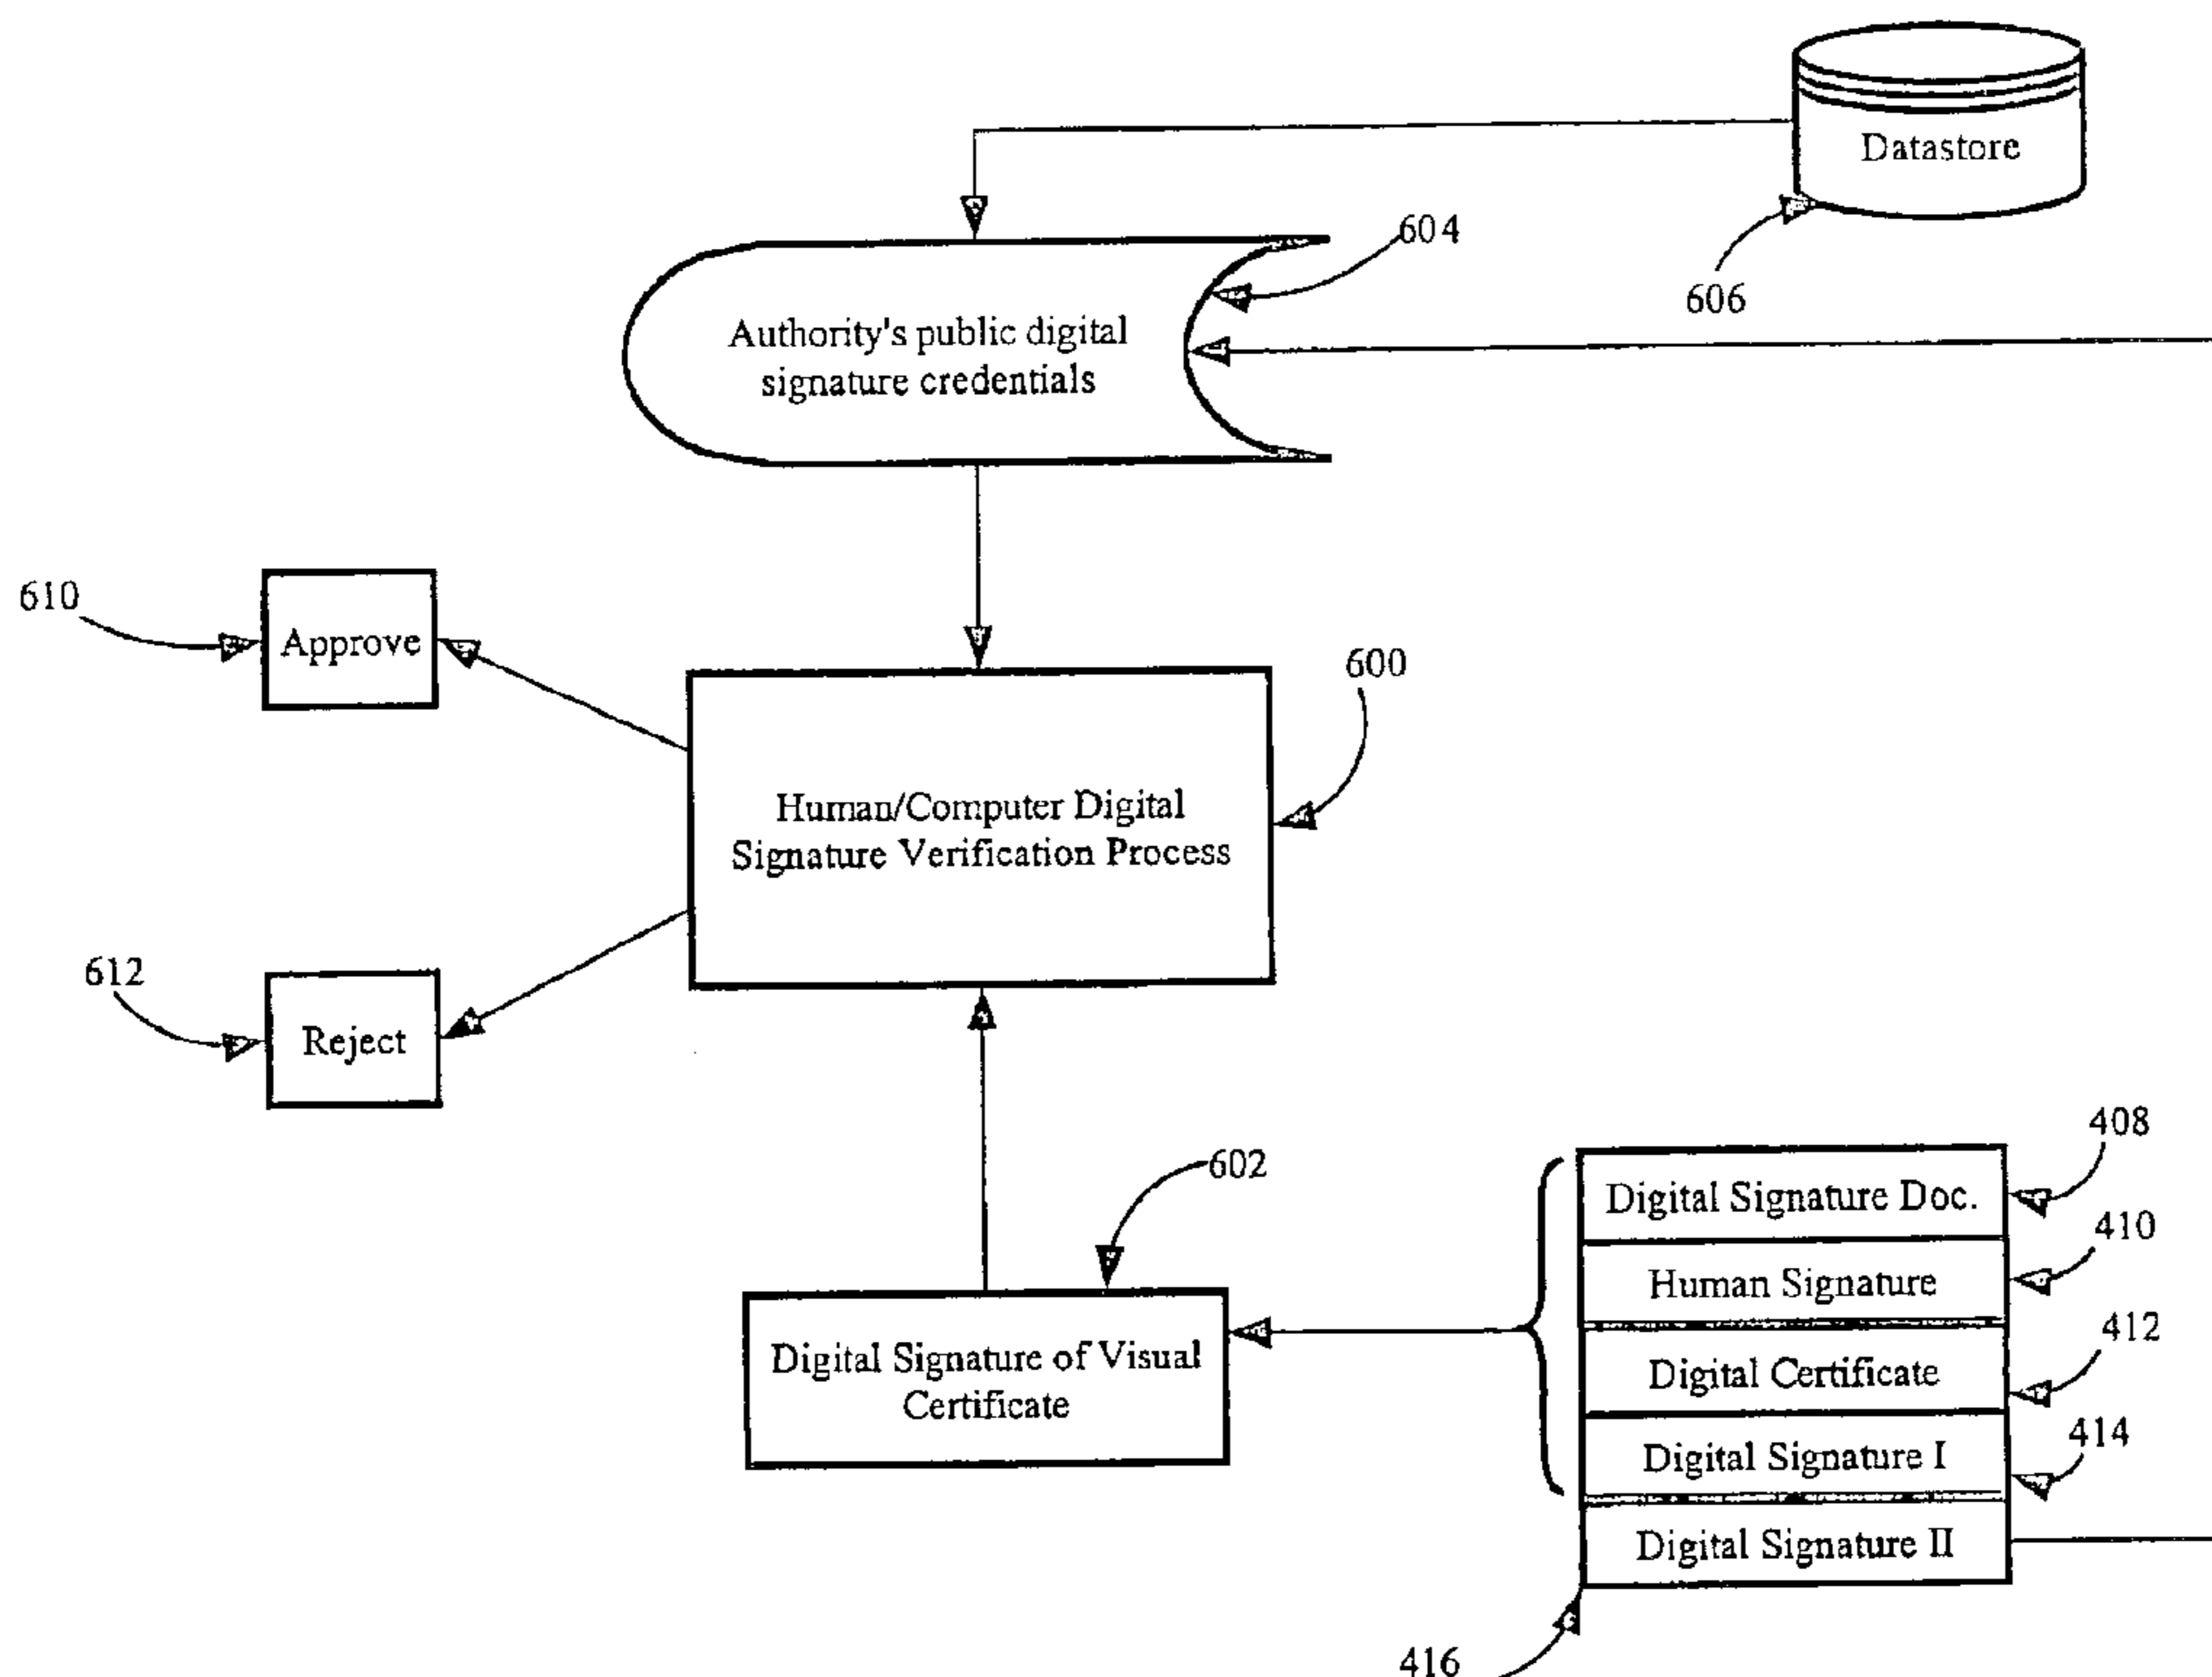 Datastore
604
606
Authority's public digital
signature credentials
610
Approve
600
Human/Computer Digital
Signature Verification Process
612
Reject
408
602
Digital Signature Doc.
410
Human Signature
412
Digital Signature of Visual
Certificate
Digital Certificate
414
Digital Signature I
Digital Signature II
416